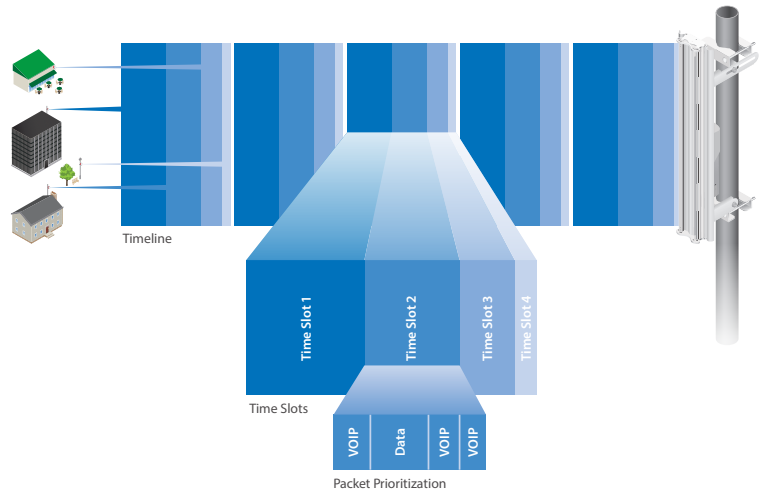 Timeline
Time Slot 1
Time Slot 2
Time Slot 3
Time Slot 4
Time Slots
VOIP
Data
VOIP
VOIP
Packet Prioritization